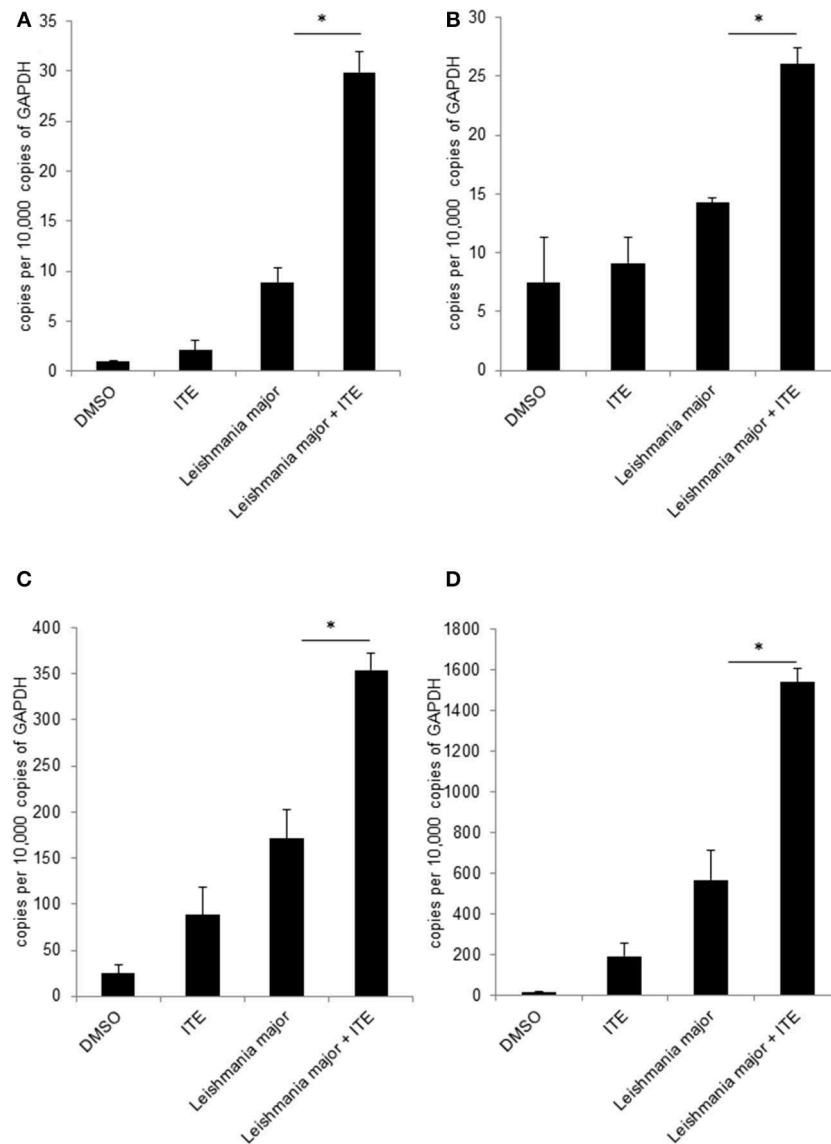 A
*
copies per 10,000 copies of GAPDH
35
30
25
20
15
10
5
0
DMSO
ITE
Leishmania major
Leishmania major + ITE
B
*
copies per 10,000 copies of GAPDH
30
25
20
15
10
5
0
DMSO
ITE
Leishmania major
Leishmania major + ITE
C
*
copies per 10,000 copies of GAPDH
400
350
300
250
200
150
100
50
0
DMSO
ITE
Leishmania major
Leishmania major + ITE
D
*
copies per 10,000 copies of GAPDH
1800
1600
1400
1200
1000
800
600
400
200
0
DMSO
ITE
Leishmania major
Leishmania major + ITE